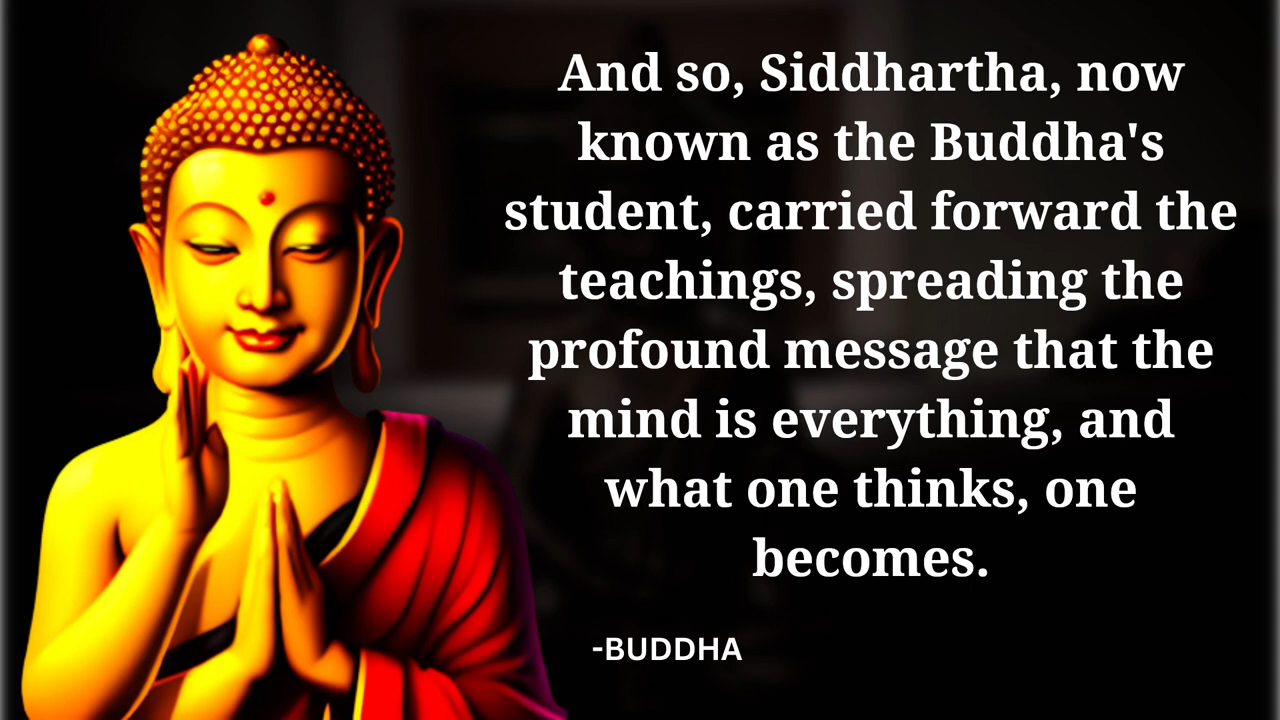 And so, Siddhartha, now
known as the Buddha's
student, carried forward the
teachings, spreading the
profound message that the
mind is everything, and
what one thinks, one
becomes.
-BUDDHA